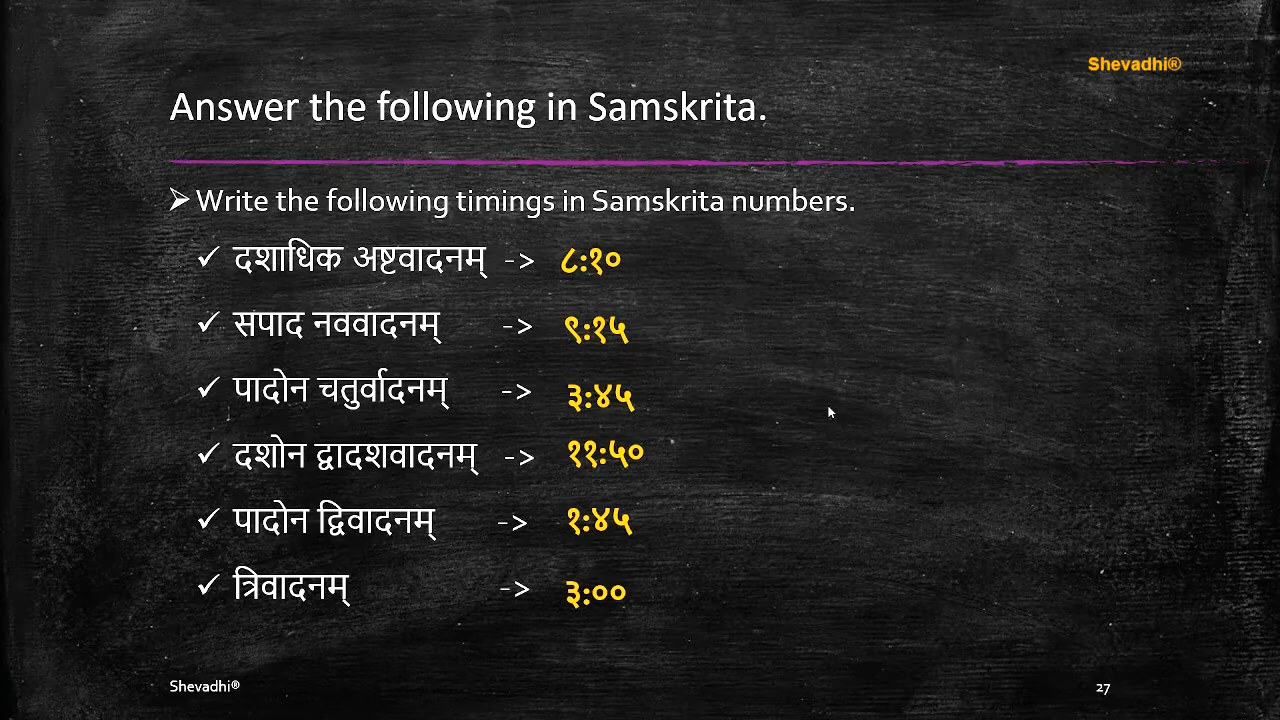 Shevadhi®
Answer the following in Samskrita.
➢ Write the following timings in Samskrita numbers.
✓ दशाधिक अष्टवादनम् -> ८:१०
✓ सपाद नववादनम् -> ९:१५
✓ पादोन चतुर्वादनम् -> ३:४५
✓ दशोन द्वादशवादनम् -> ११:५०
✓ पादोन द्विवादनम् -> १:४५
✓ त्रिवादनम् -> ३:००
Shevadhi® 27